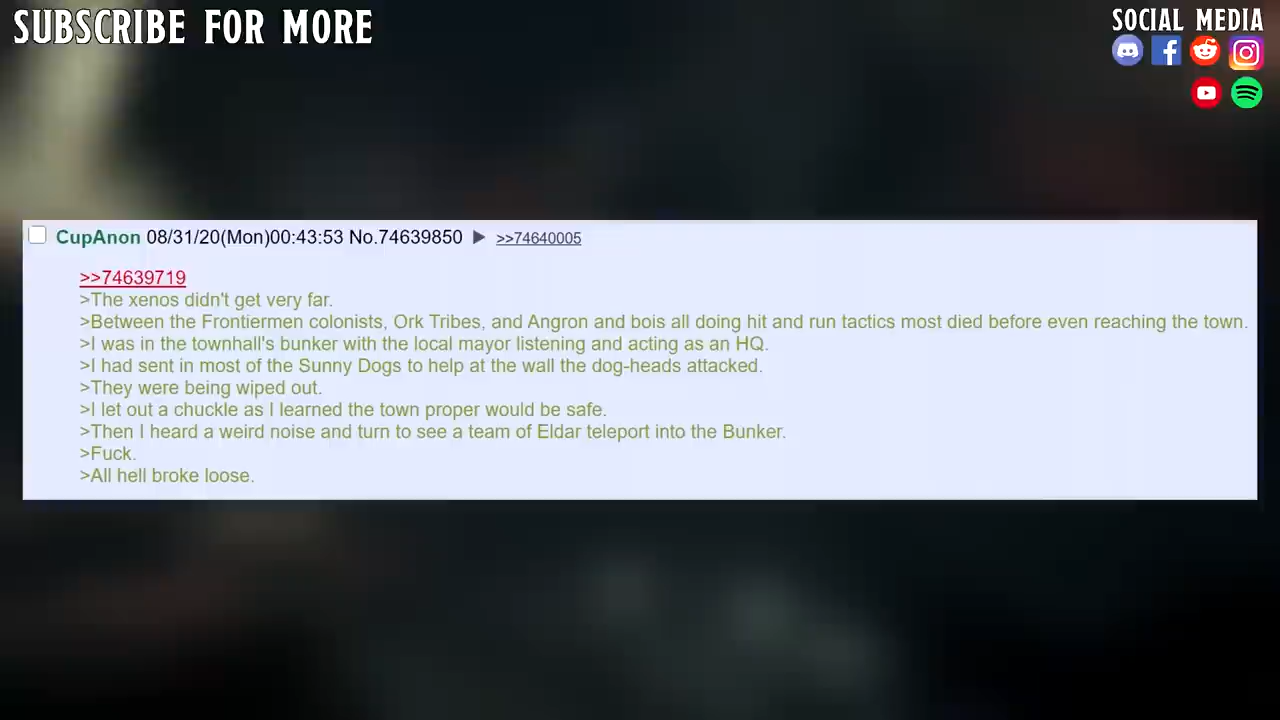 SUBSCRIBE FOR MORE
SOCIAL MEDIA
CupAnon 08/31/20(Mon)00:43:53 No.74639850 ▶ >>74640005
>>74639719
>The xenos didn't get very far.
>Between the Frontiermen colonists, Ork Tribes, and Angron and bois all doing hit and run tactics most died before even reaching the town.
>I was in the townhall's bunker with the local mayor listening and acting as an HQ.
>I had sent in most of the Sunny Dogs to help at the wall the dog-heads attacked.
>They were being wiped out.
>I let out a chuckle as I learned the town proper would be safe.
>Then I heard a weird noise and turn to see a team of Eldar teleport into the Bunker.
>Fuck.
>All hell broke loose.